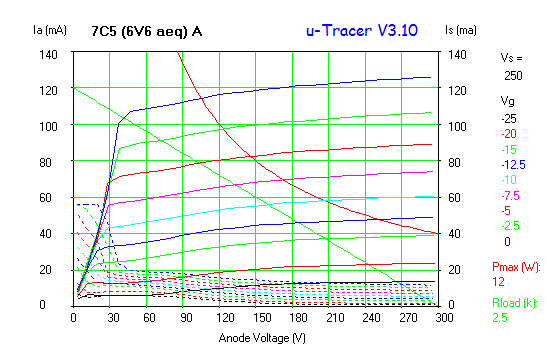 Ia (mA) 7C5 (6V6 aeq) A u-Tracer V3.10 Is (ma)
140 140
120 120
100 100
80 80
60 60
40 40
20 20
0 0
0 30 60 90 120 150 180 210 240 270 300
Anode Voltage (V)
Vs =
250
Vg
-25
-20
-15
-12.5
-10
-7.5
-5
-2.5
0
Pmax (W):
12
Rload (k):
2.5